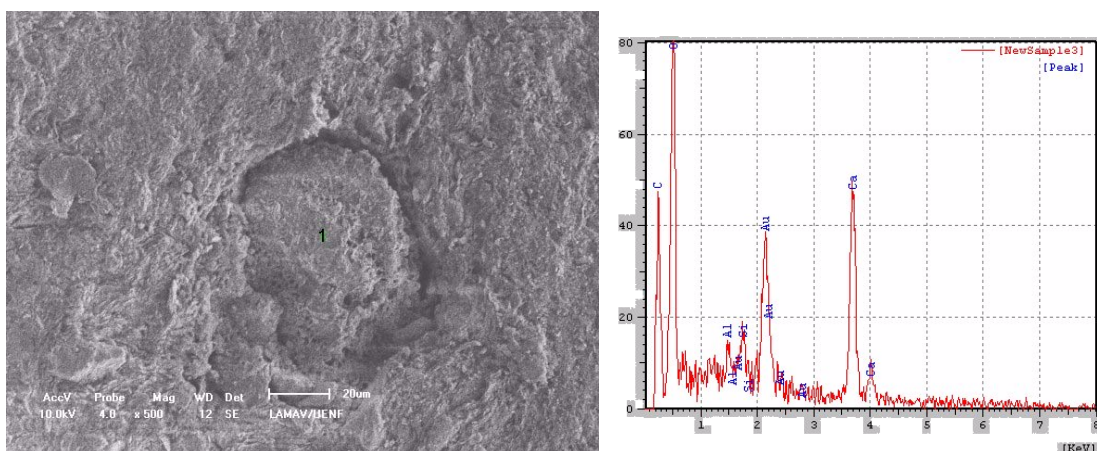 1
AccV Probe Mag WD Det 20um
10.0kV 4.0 x 500 12 SE LAMAV/UENF
[NewSample3]
[Peak]
80
60
40
20
0
C
O
Al
Al
Au
Si
Si
Au
Au
Au
Au
Ca
Ca
1 2 3 4 5 6 7 8
[KeV]